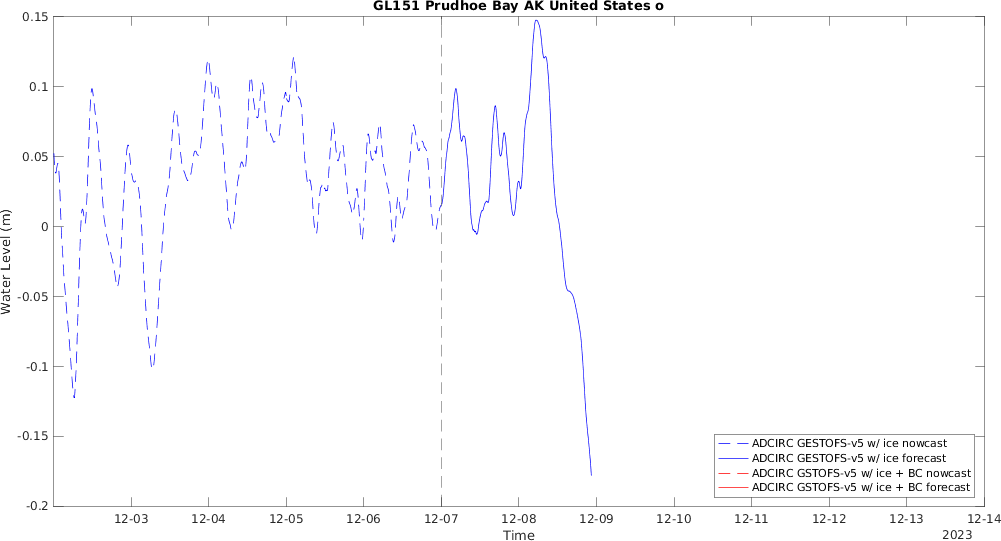 GL151 Prudhoe Bay AK United States o
0.15
0.1
0.05
0
-0.05
-0.1
-0.15
-0.2
Water Level (m)
12-03 12-04 12-05 12-06 12-07 12-08 12-09 12-10 12-11 12-12 12-13 12-14
Time
2023
ADCIRC GESTOFS-v5 w/ ice nowcast
ADCIRC GESTOFS-v5 w/ ice forecast
ADCIRC GSTOFS-v5 w/ ice + BC nowcast
ADCIRC GSTOFS-v5 w/ ice + BC forecast